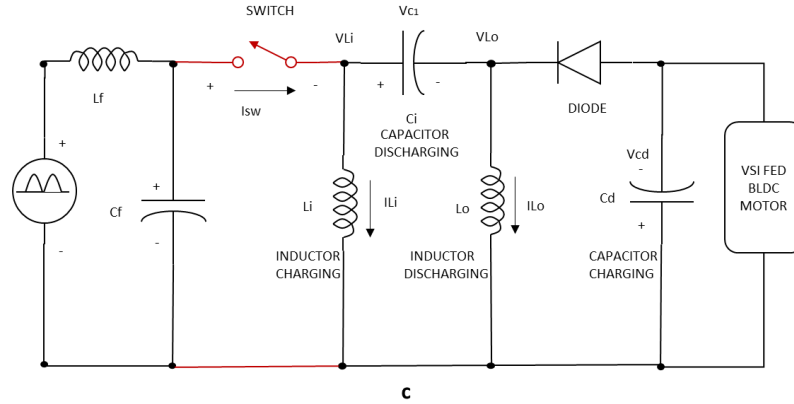 SWITCH
Vc1
VLi
VLo
Lf
+
-
+
-
Isw
Ci
CAPACITOR
DISCHARGING
DIODE
+
-
Cf
+
-
Li
ILi
Lo
ILo
Vcd
-
Cd
+
VSI FED
BLDC
MOTOR
INDUCTOR
CHARGING
INDUCTOR
DISCHARGING
CAPACITOR
CHARGING
c